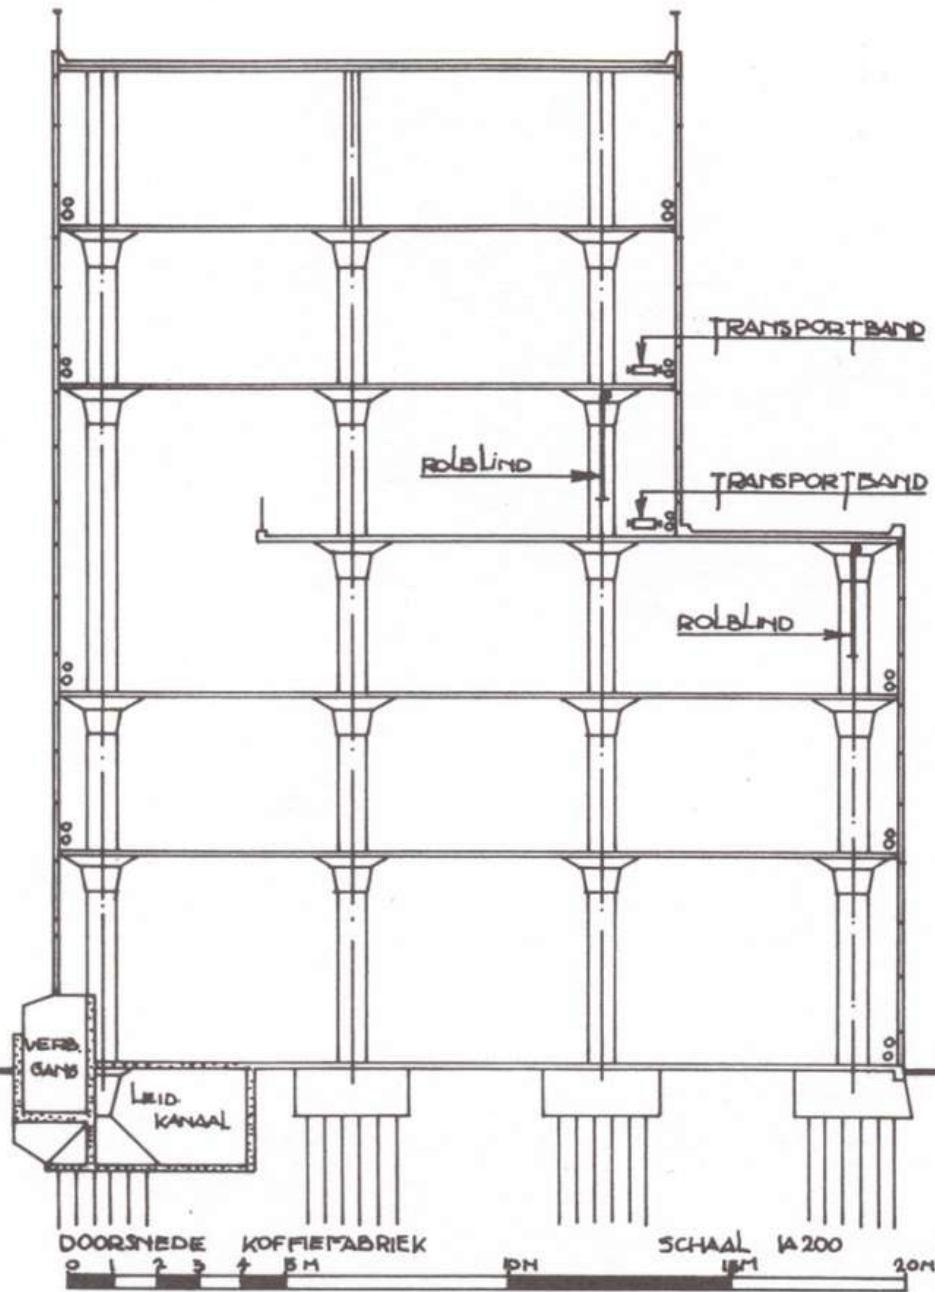 TRANSPORTBAND
ROLBLIND
TRANSPORTBAND
ROLBLIND
VERB.
GANG
LEID.
KANAAL
DOORSNEDE KOFFIEFABRIEK SCHAAL 1A200
0 1 2 3 4 5M 10M 15M 20M